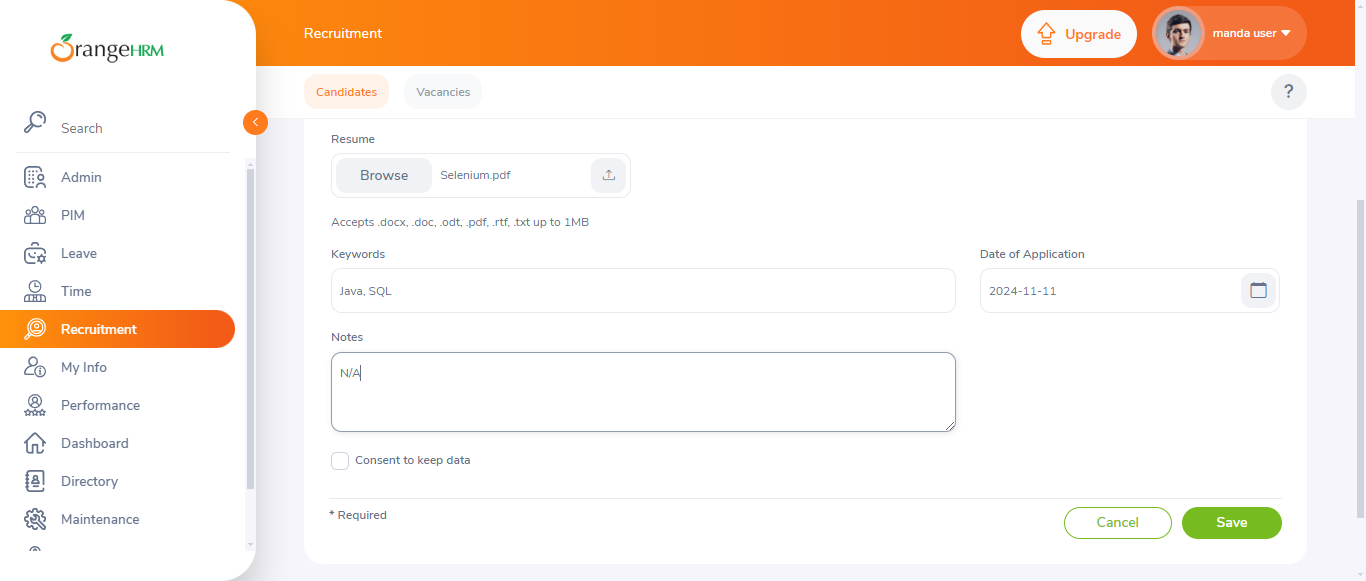 OrangeHRM
Recruitment
Upgrade
manda user
Candidates
Vacancies
?
Search
Admin
PIM
Leave
Time
Recruitment
My Info
Performance
Dashboard
Directory
Maintenance
Resume
Browse Selenium.pdf
Accepts .docx, .doc, .odt, .pdf, .rtf, .txt up to 1MB
Keywords
Java, SQL
Date of Application
2024-11-11
Notes
N/A
Consent to keep data
* Required
Cancel
Save